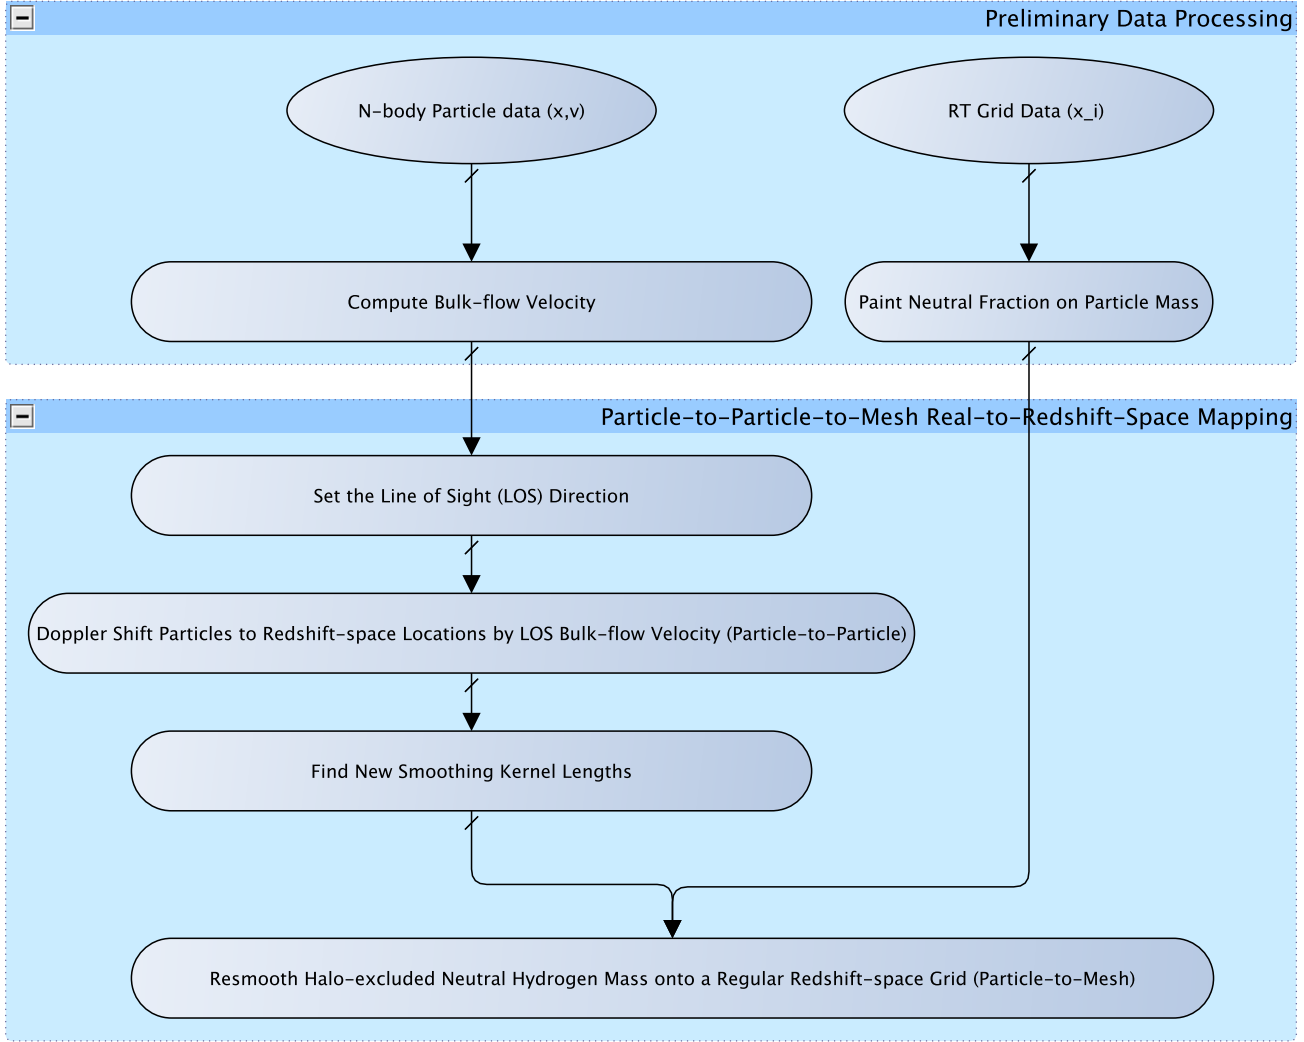 Preliminary Data Processing
N-body Particle data (x,v)
RT Grid Data (x_i)
Compute Bulk-flow Velocity
Paint Neutral Fraction on Particle Mass
Particle-to-Particle-to-Mesh Real-to-Redshift-Space Mapping
Set the Line of Sight (LOS) Direction
Doppler Shift Particles to Redshift-space Locations by LOS Bulk-flow Velocity (Particle-to-Particle)
Find New Smoothing Kernel Lengths
Resmooth Halo-excluded Neutral Hydrogen Mass onto a Regular Redshift-space Grid (Particle-to-Mesh)